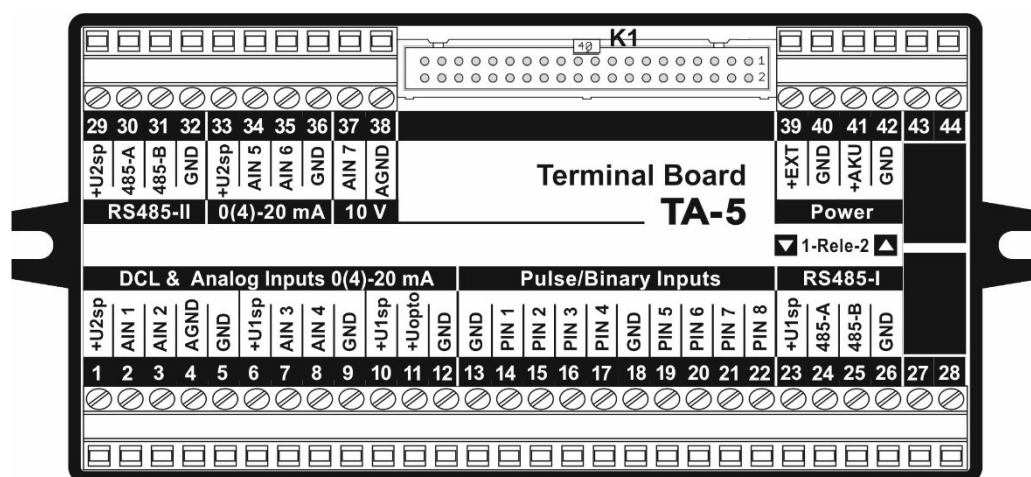 40 K1
1
2
29 30 31 32 33 34 35 36 37 38 39 40 41 42 43 44
+U2sp 485-A 485-B GND +U2sp AIN 5 AIN 6 GND AIN 7 AGND +EXT GND +AKU GND
Terminal Board
RS485-II 0(4)-20 mA 10 V TA-5 Power
1-Rele-2
DCL & Analog Inputs 0(4)-20 mA Pulse/Binary Inputs RS485-I
+U2sp AIN 1 AIN 2 AGND GND +U1sp AIN 3 AIN 4 GND +U1sp +Uopto GND GND PIN 1 PIN 2 PIN 3 PIN 4 GND PIN 5 PIN 6 PIN 7 PIN 8 +U1sp 485-A 485-B GND
1 2 3 4 5 6 7 8 9 10 11 12 13 14 15 16 17 18 19 20 21 22 23 24 25 26 27 28